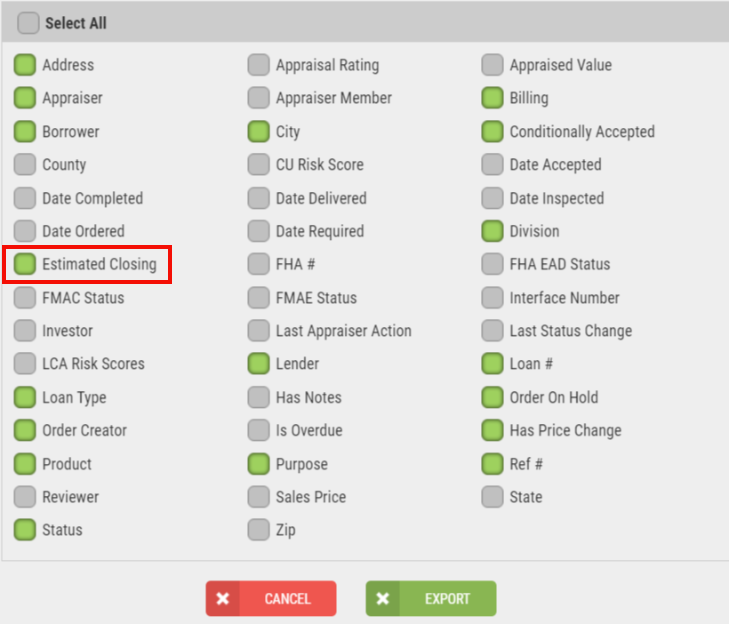 Select All
Address Appraisal Rating Appraised Value
Appraiser Appraiser Member Billing
Borrower City Conditionally Accepted
County CU Risk Score Date Accepted
Date Completed Date Delivered Date Inspected
Date Ordered Date Required Division
Estimated Closing FHA # FHA EAD Status
FMAC Status FMAE Status Interface Number
Investor Last Appraiser Action Last Status Change
LCA Risk Scores Lender Loan #
Loan Type Has Notes Order On Hold
Order Creator Is Overdue Has Price Change
Product Purpose Ref #
Reviewer Sales Price State
Status Zip
CANCEL EXPORT